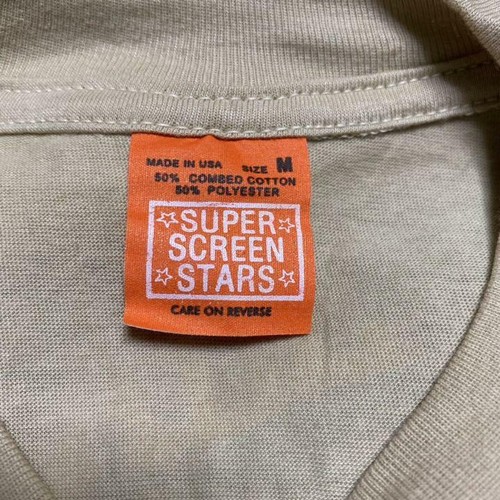 MADE IN USA SIZE M
50% COMBED COTTON
50% POLYESTER
SUPER
SCREEN
STARS
CARE ON REVERSE